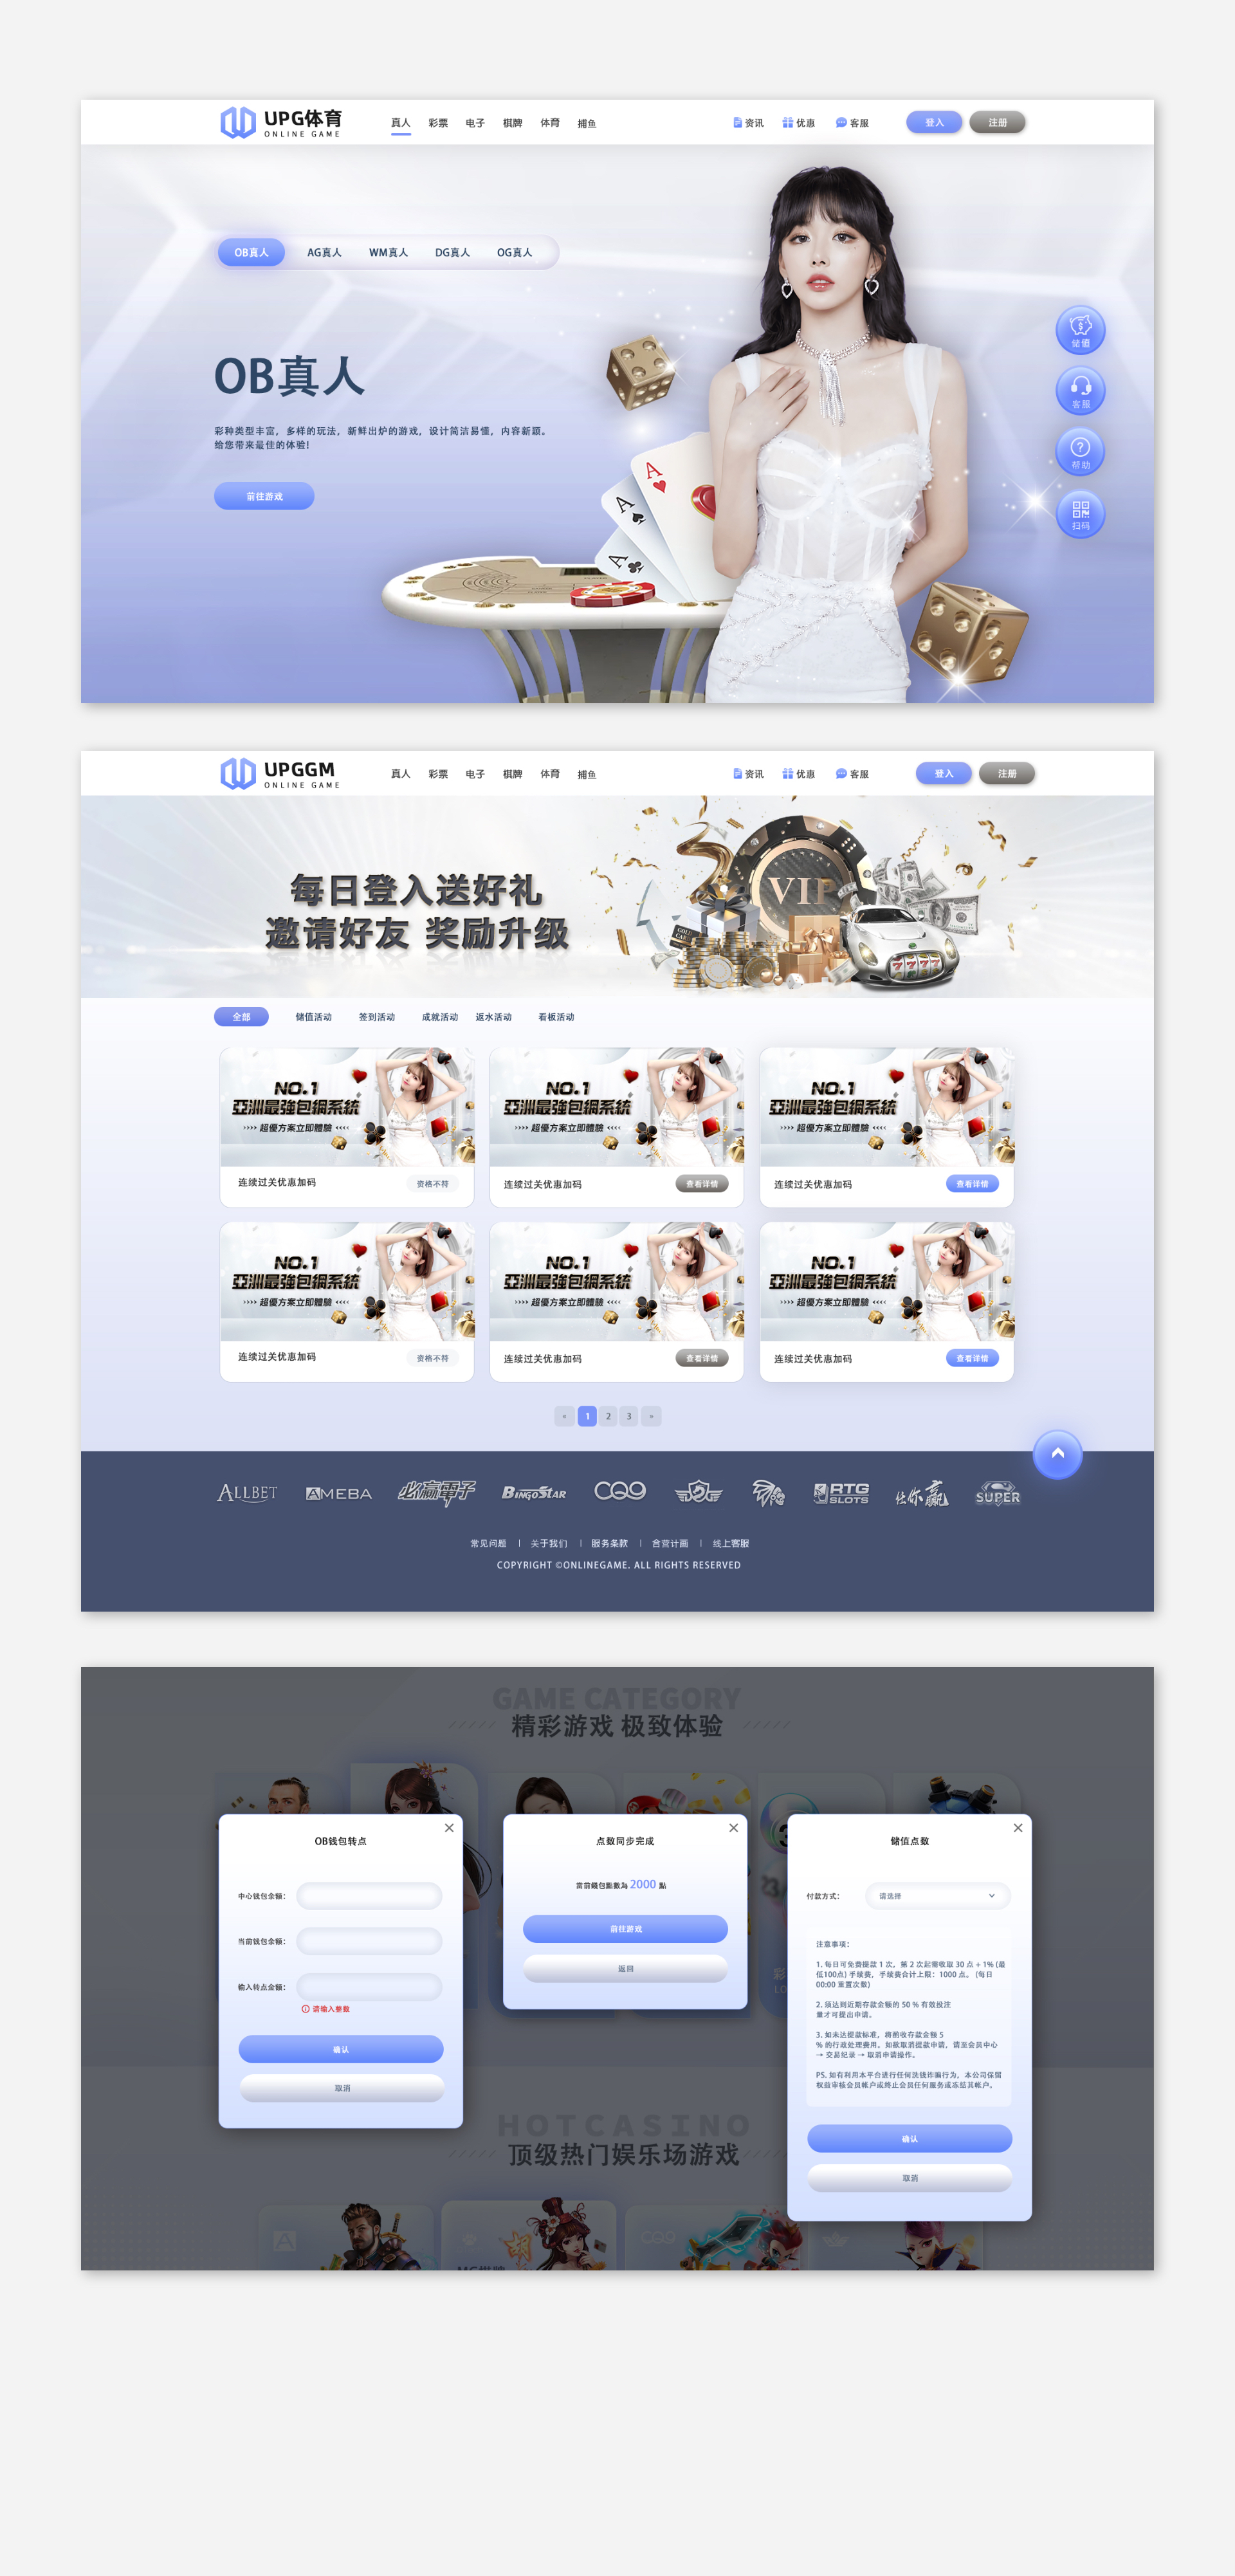 UPG体育
ONLINE GAME
真人 彩票 电子 棋牌 体育 捕鱼
资讯 优惠 客服 登入 注册
OB真人 AG真人 WM真人 DG真人 OG真人
OB真人
彩种类型丰富，多样的玩法，新鲜出炉的游戏，设计简洁易懂，内容新颖。
给您带来最佳的体验!
前往游戏
A
A
A
储值
客服
帮助
扫码
UPGGM
ONLINE GAME
真人 彩票 电子 棋牌 体育 捕鱼
资讯 优惠 客服 登入 注册
每日登入送好礼
邀请好友 奖励升级
VIP
7 7 7 7
全部 储值活动 签到活动 成就活动 返水活动 看板活动
NO.1
亞洲最強包網系統
›››› 超優方案立即體驗 ‹‹‹‹
连续过关优惠加码 资格不符
NO.1
亞洲最強包網系統
›››› 超優方案立即體驗 ‹‹‹‹
连续过关优惠加码 查看详情
NO.1
亞洲最強包網系統
›››› 超優方案立即體驗 ‹‹‹‹
连续过关优惠加码 查看详情
NO.1
亞洲最強包網系統
›››› 超優方案立即體驗 ‹‹‹‹
连续过关优惠加码 资格不符
NO.1
亞洲最強包網系統
›››› 超優方案立即體驗 ‹‹‹‹
连续过关优惠加码 查看详情
NO.1
亞洲最強包網系統
›››› 超優方案立即體驗 ‹‹‹‹
连续过关优惠加码 查看详情
« 1 2 3 »
ALLBET AMEBA 必赢電子 BINGOSTAR CQ9 RTG SLOTS 任你赢 SUPER
常见问题 | 关于我们 | 服务条款 | 合营计画 | 线上客服
COPYRIGHT ©ONLINEGAME. ALL RIGHTS RESERVED
GAME CATEGORY
精彩游戏 极致体验
OB钱包转点
中心钱包余额：
当前钱包余额：
输入转点金额：
请输入整数
确认
取消
点数同步完成
當前錢包點數為 2000 點
前往游戏
返回
储值点数
付款方式： 请选择
注意事项：
1. 每日可免费提款 1 次，第 2 次起需收取 30 点 + 1% (最
低100点) 手续费，手续费合计上限：1000 点。 (每日
00:00 重置次数)
2. 须达到近期存款金额的 50 % 有效投注
量才可提出申请。
3. 如未达提款标准，将酌收存款金额 5
% 的行政处理费用。如欲取消提款申请，请至会员中心
→ 交易纪录 → 取消申请操作。
PS. 如有利用本平台进行任何洗钱诈骗行为，本公司保留
权益审核会员帐户或终止会员任何服务或冻结其帐户。
确认
取消
HOTCASINO
顶级热门娱乐场游戏